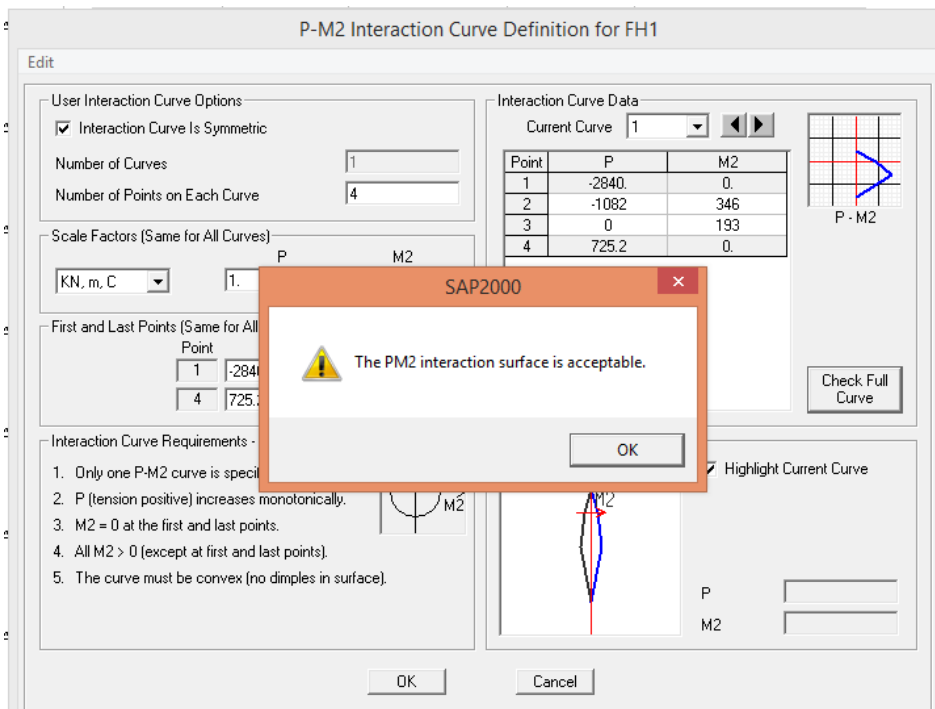 P-M2 Interaction Curve Definition for FH1
Edit
User Interaction Curve Options
Interaction Curve Is Symmetric
Number of Curves 1
Number of Points on Each Curve 4
Scale Factors (Same for All Curves)
P M2
KN, m, C 1.
First and Last Points (Same for All
Point
1 -2840
4 725.
Interaction Curve Requirements -
1. Only one P-M2 curve is specif
2. P (tension positive) increases monotonically.
3. M2 = 0 at the first and last points.
4. All M2 > 0 (except at first and last points).
5. The curve must be convex (no dimples in surface).
M2
Interaction Curve Data
Current Curve 1
Point P M2
1 -2840. 0.
2 -1082 346
3 0 193
4 725.2 0.
P - M2
SAP2000
The PM2 interaction surface is acceptable.
OK
Check Full
Curve
Highlight Current Curve
M2
P
M2
OK Cancel